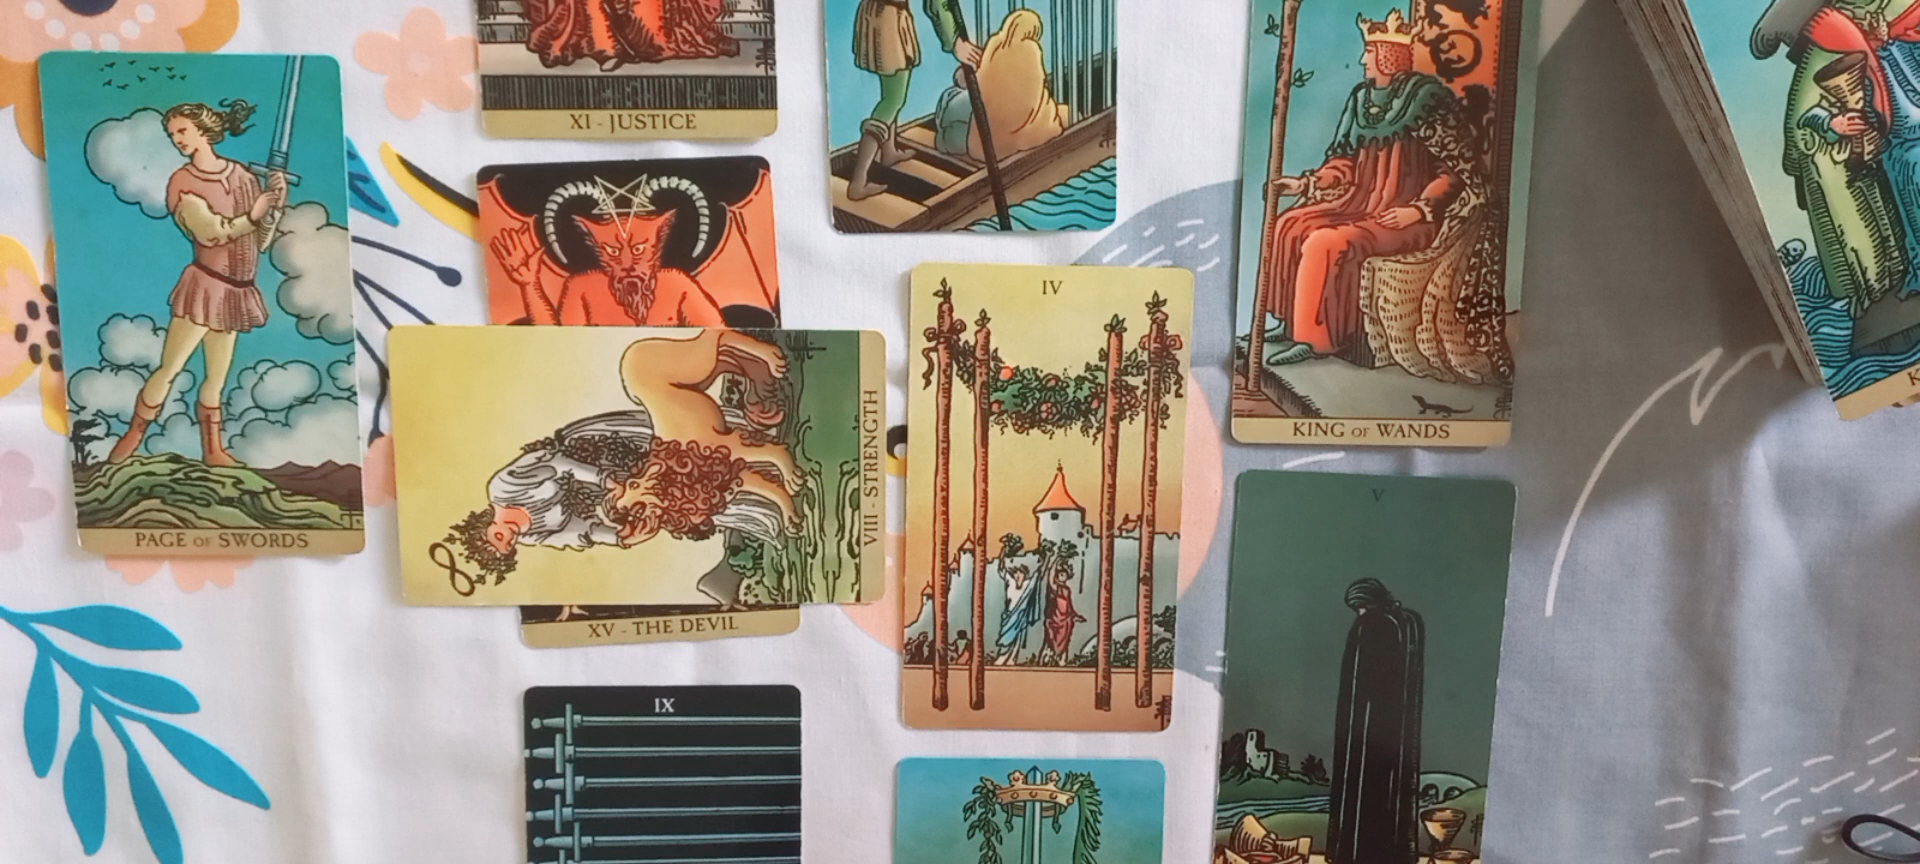 XI - JUSTICE
PAGE OF SWORDS
VIII - STRENGTH
XV - THE DEVIL
IX
IV
KING OF WANDS
V
K